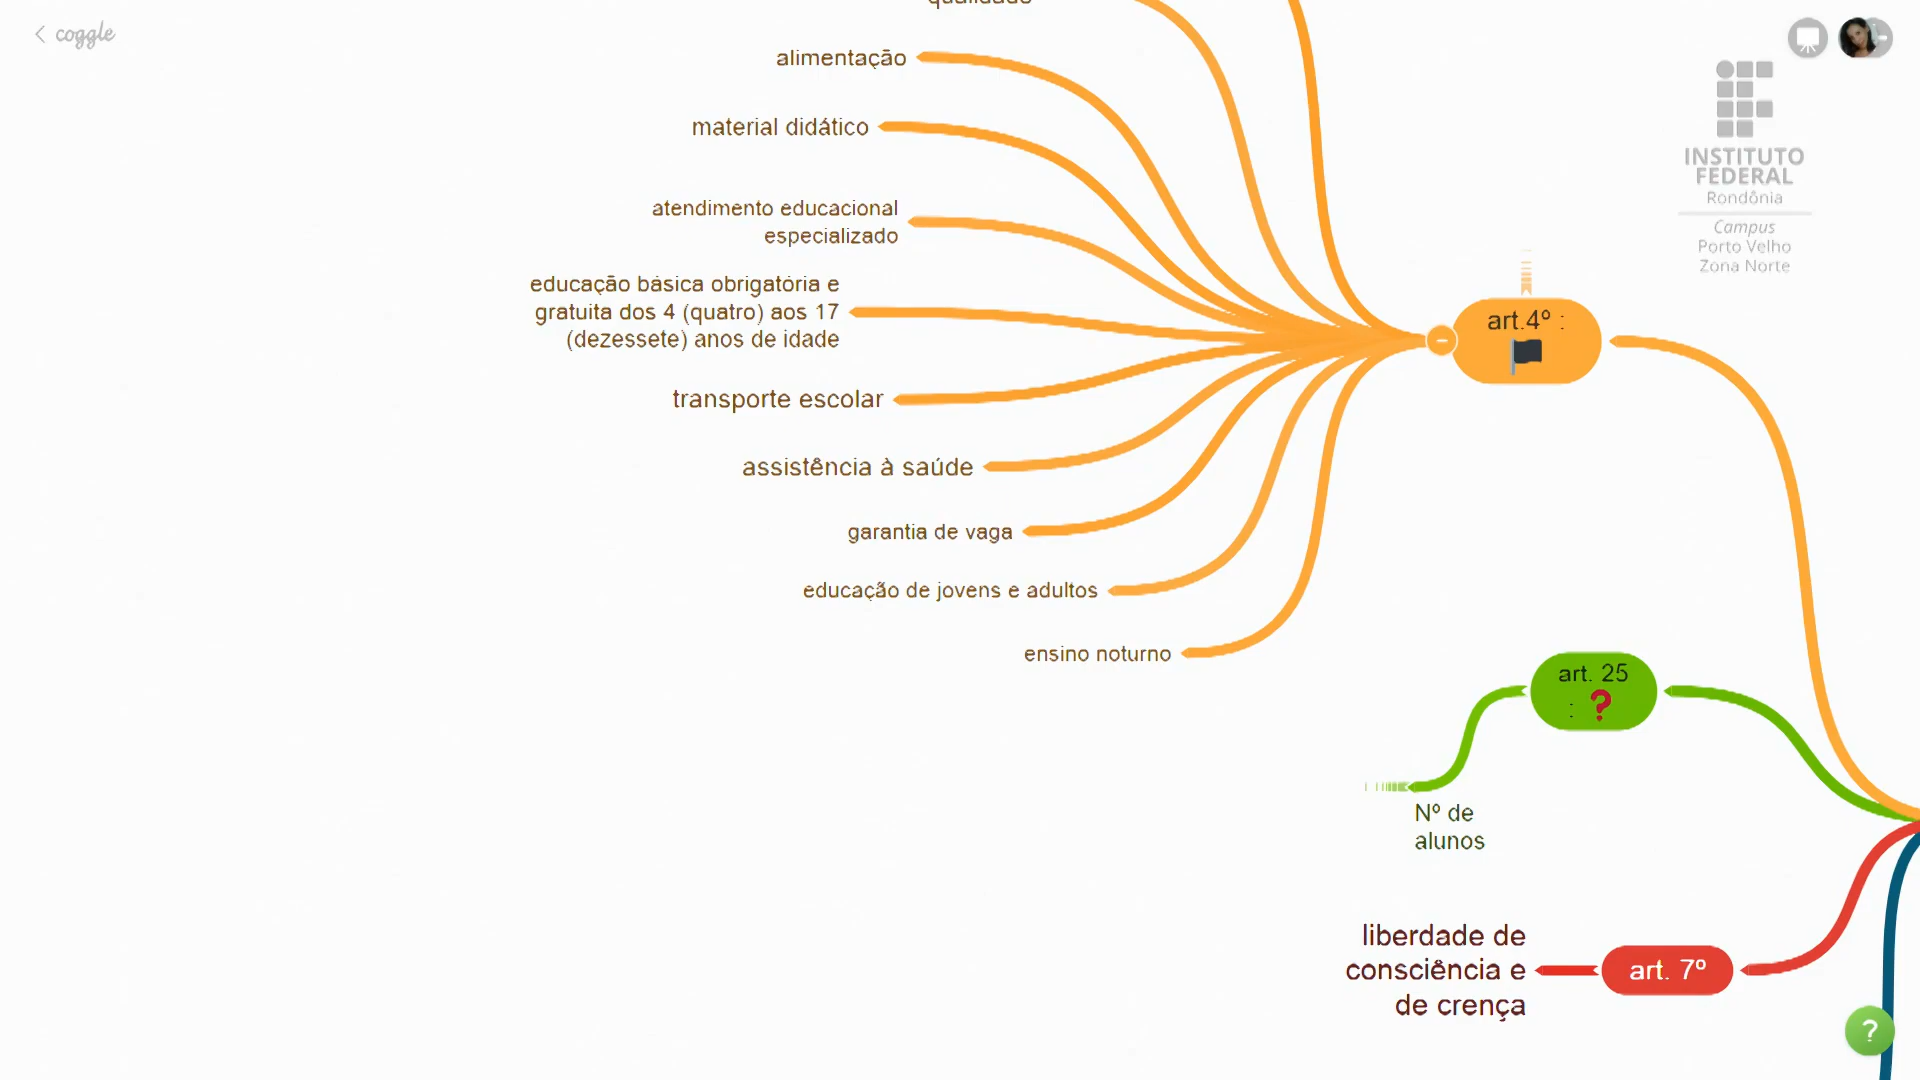 coggle
qualidade
alimentação
material didático
atendimento educacional
especializado
educação básica obrigatória e
gratuita dos 4 (quatro) aos 17
(dezessete) anos de idade
transporte escolar
assistência à saúde
garantia de vaga
educação de jovens e adultos
ensino noturno
art.4º :
INSTITUTO
FEDERAL
Rondônia
Campus
Porto Velho
Zona Norte
art. 25
: ?
Nº de
alunos
liberdade de
consciência e
de crença
art. 7º
?